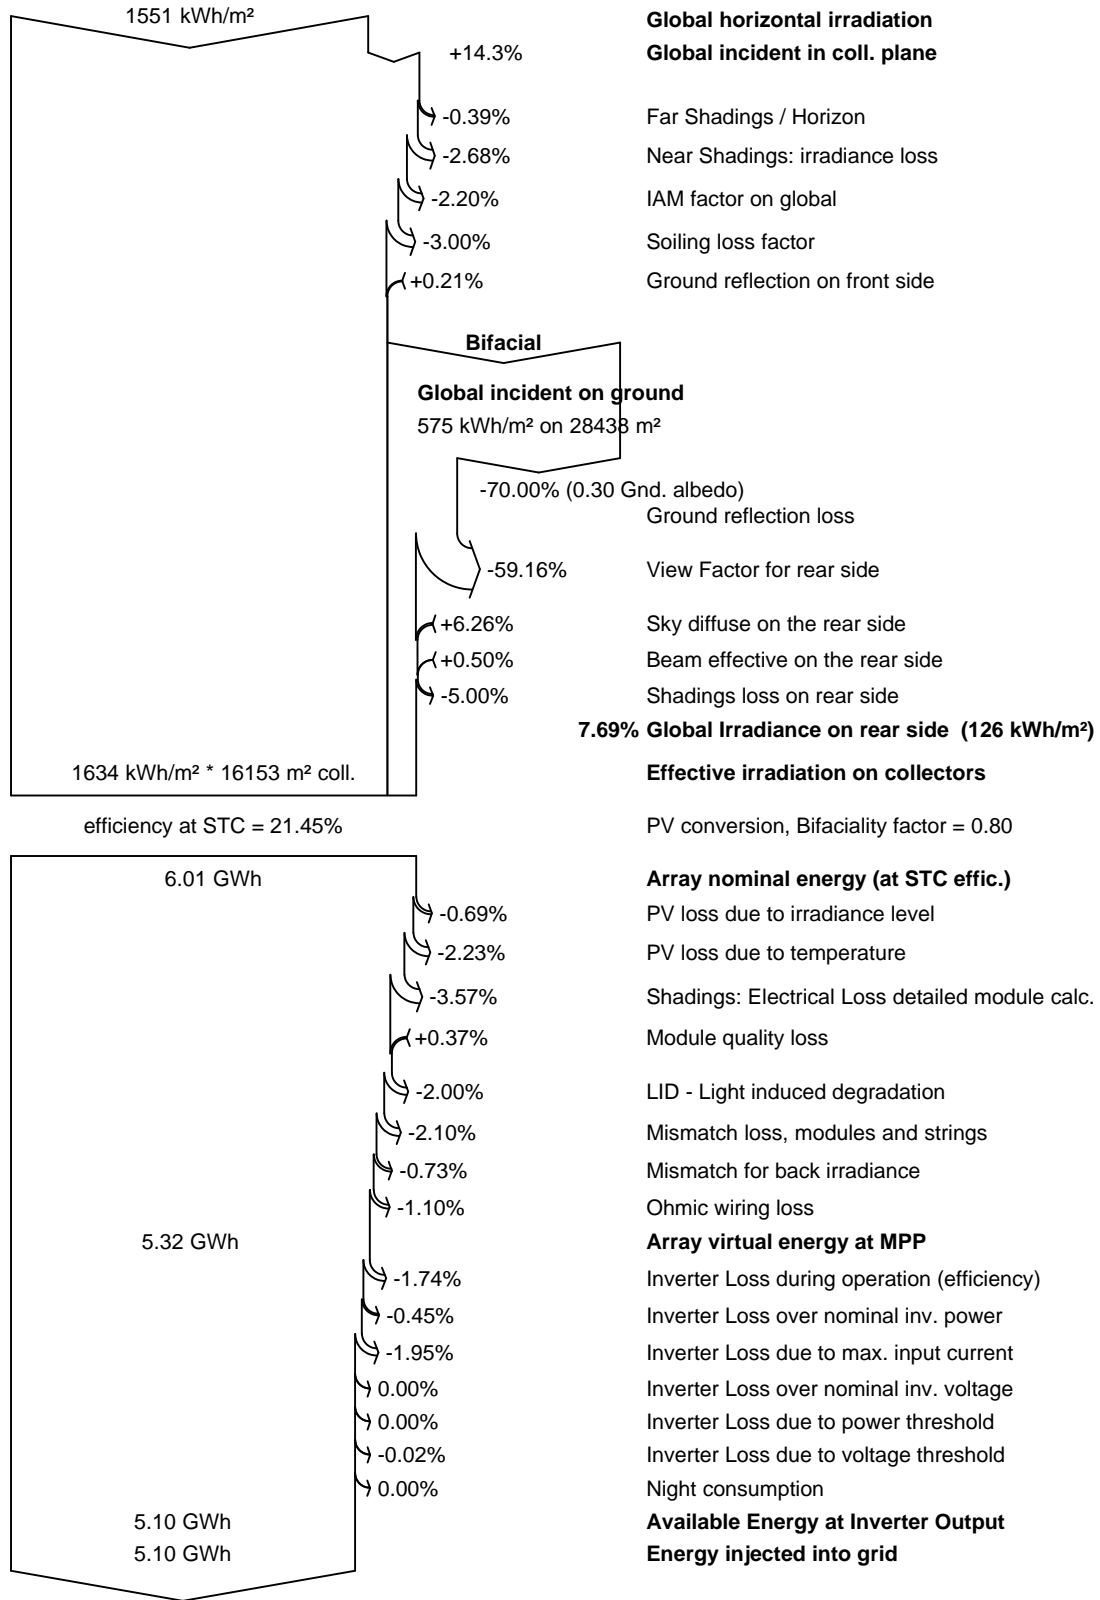 1551 kWh/m² Global horizontal irradiation
+14.3% Global incident in coll. plane
-0.39% Far Shadings / Horizon
-2.68% Near Shadings: irradiance loss
-2.20% IAM factor on global
-3.00% Soiling loss factor
+0.21% Ground reflection on front side
Bifacial
Global incident on ground
575 kWh/m² on 28438 m²
-70.00% (0.30 Gnd. albedo)
Ground reflection loss
-59.16% View Factor for rear side
+6.26% Sky diffuse on the rear side
+0.50% Beam effective on the rear side
-5.00% Shadings loss on rear side
7.69% Global Irradiance on rear side (126 kWh/m²)
1634 kWh/m² * 16153 m² coll. Effective irradiation on collectors
efficiency at STC = 21.45% PV conversion, Bifaciality factor = 0.80
6.01 GWh Array nominal energy (at STC effic.)
-0.69% PV loss due to irradiance level
-2.23% PV loss due to temperature
-3.57% Shadings: Electrical Loss detailed module calc.
+0.37% Module quality loss
-2.00% LID - Light induced degradation
-2.10% Mismatch loss, modules and strings
-0.73% Mismatch for back irradiance
-1.10% Ohmic wiring loss
5.32 GWh Array virtual energy at MPP
-1.74% Inverter Loss during operation (efficiency)
-0.45% Inverter Loss over nominal inv. power
-1.95% Inverter Loss due to max. input current
0.00% Inverter Loss over nominal inv. voltage
0.00% Inverter Loss due to power threshold
-0.02% Inverter Loss due to voltage threshold
0.00% Night consumption
5.10 GWh Available Energy at Inverter Output
5.10 GWh Energy injected into grid